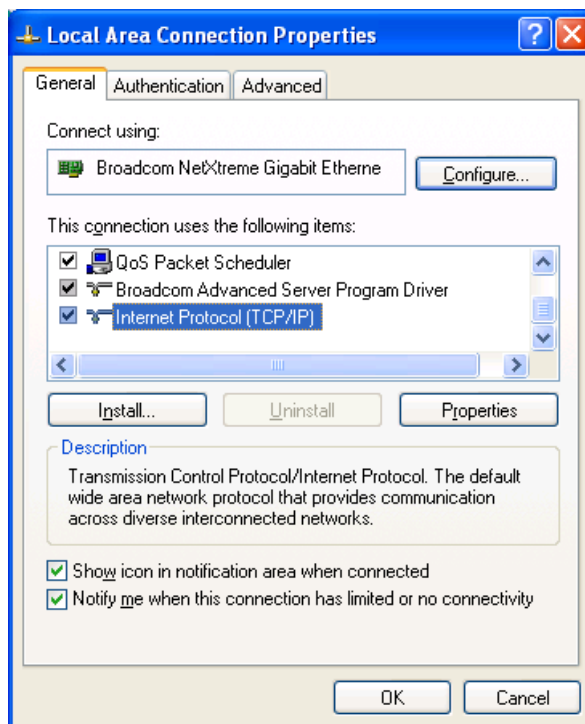 Local Area Connection Properties
?
General Authentication Advanced
Connect using:
Broadcom NetXtreme Gigabit Etherne
Configure...
This connection uses the following items:
QoS Packet Scheduler
Broadcom Advanced Server Program Driver
Internet Protocol (TCP/IP)
Install... Uninstall Properties
Description
Transmission Control Protocol/Internet Protocol. The default
wide area network protocol that provides communication
across diverse interconnected networks.
Show icon in notification area when connected
Notify me when this connection has limited or no connectivity
OK Cancel